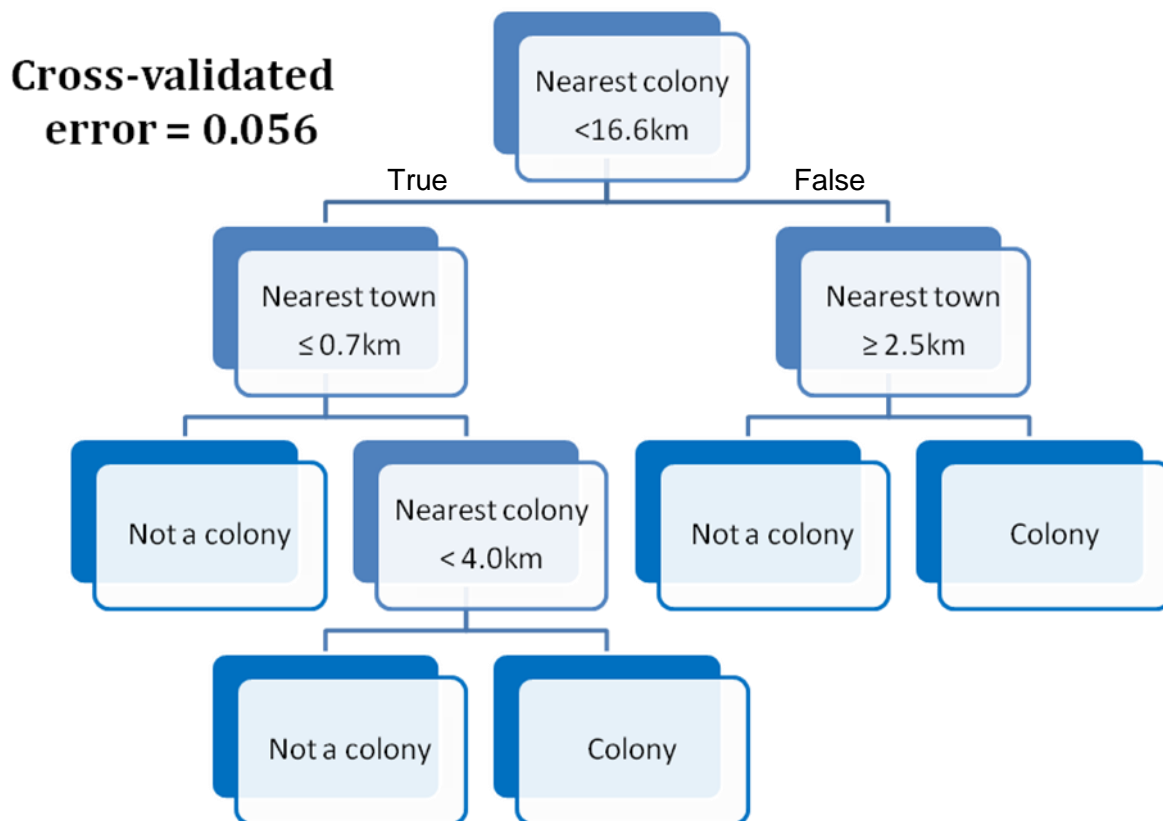 Cross-validated
error = 0.056
Nearest colony
<16.6km
True
False
Nearest town
≤ 0.7km
Nearest town
≥ 2.5km
Not a colony
Nearest colony
< 4.0km
Not a colony
Colony
Not a colony
Colony